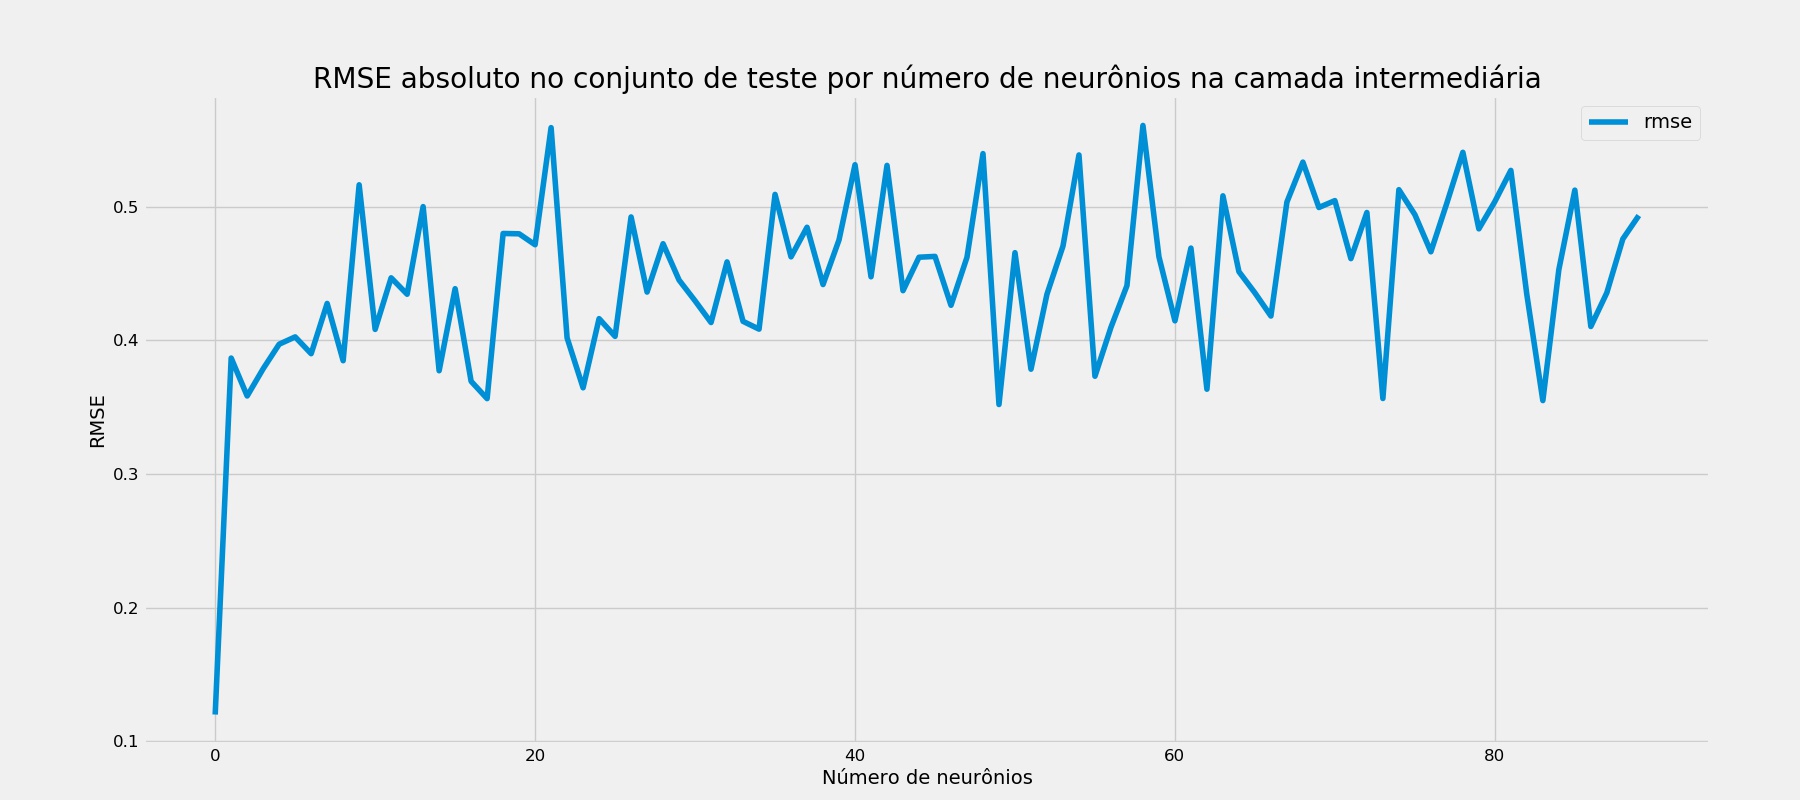 RMSE absoluto no conjunto de teste por número de neurônios na camada intermediária
rmse
0.5
0.4
0.3
0.2
0.1
RMSE
0 20 40 60 80
Número de neurônios